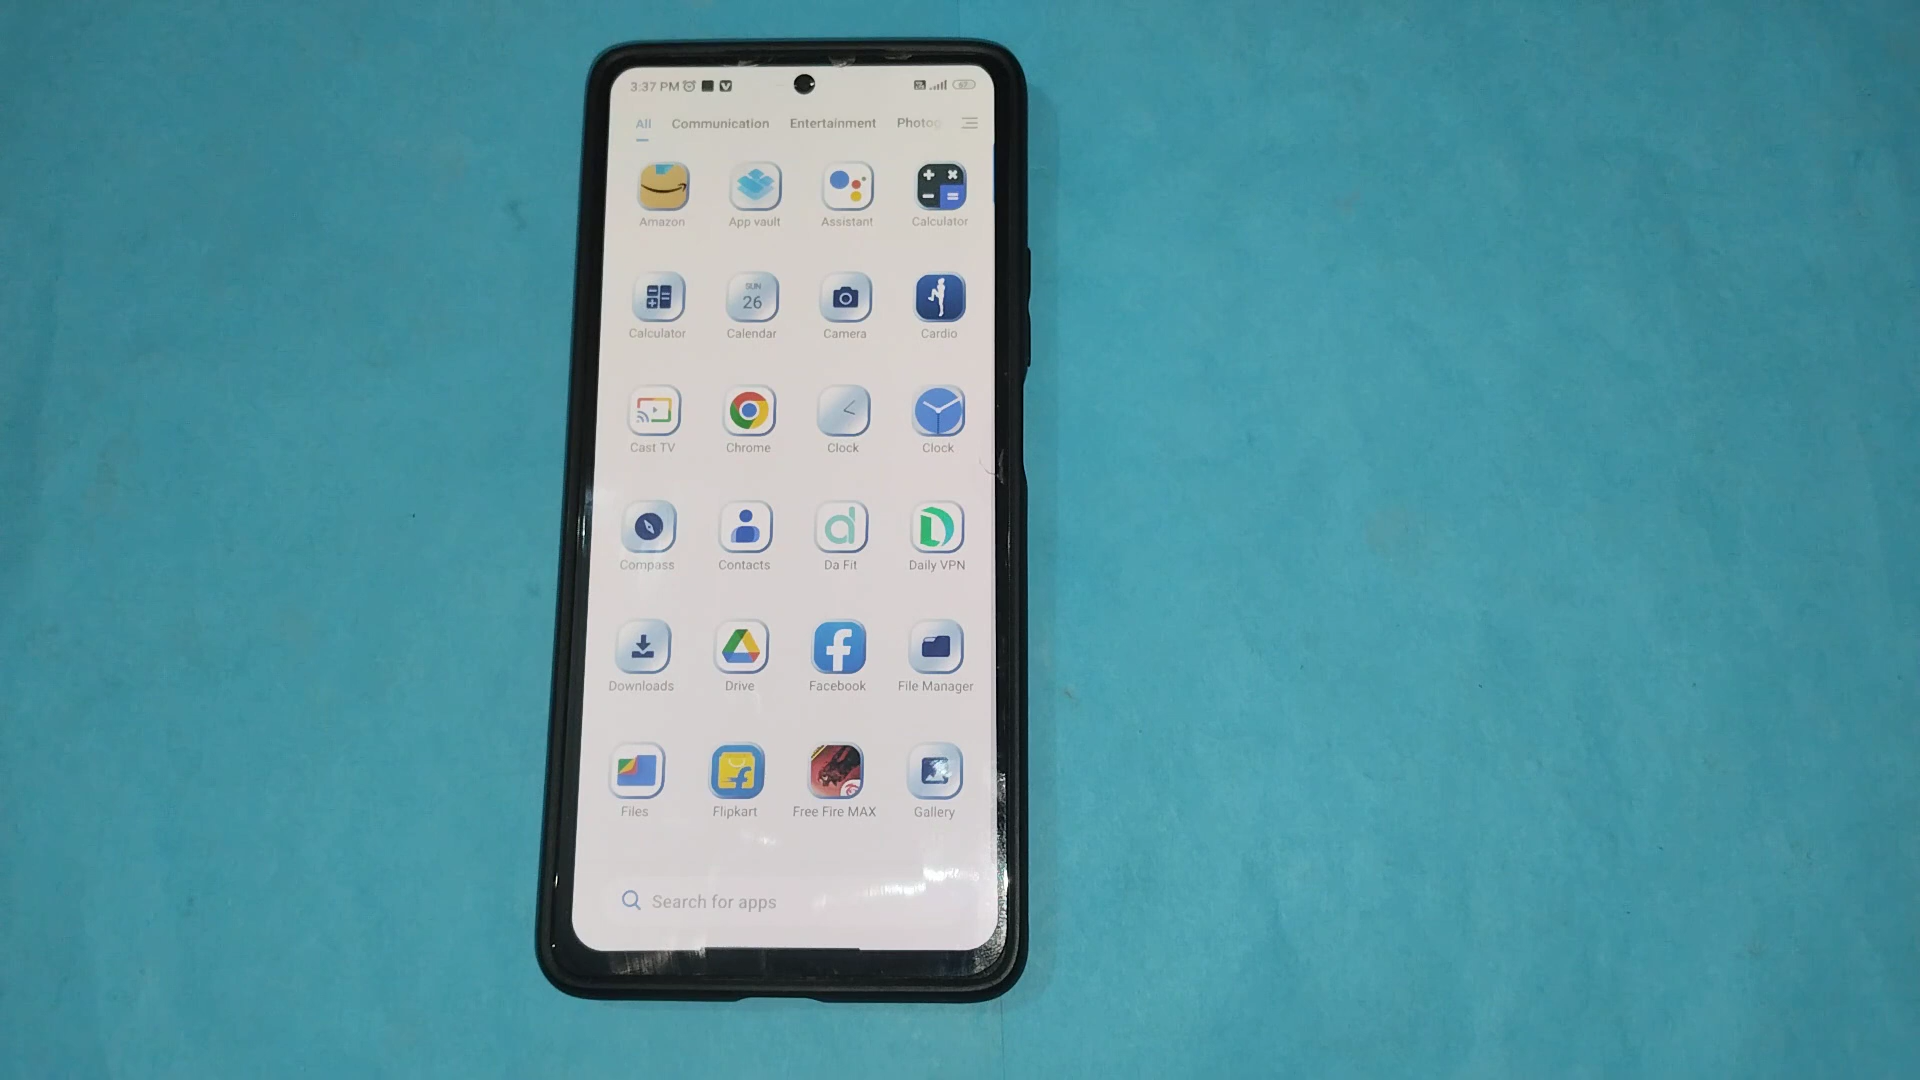 3:37 PM 67
All Communication Entertainment Photog
Amazon App vault Assistant Calculator
SUN
26
Calculator Calendar Camera Cardio
Cast TV Chrome Clock Clock
Compass Contacts Da Fit Daily VPN
Downloads Drive Facebook File Manager
Files Flipkart Free Fire MAX Gallery
Search for apps